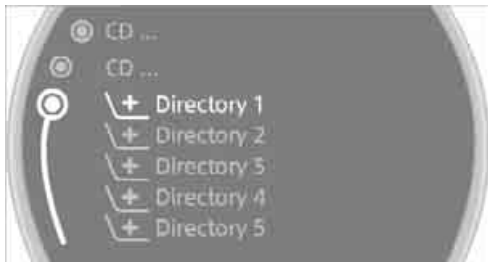 CD ...
CD ...
Directory 1
Directory 2
Directory 3
Directory 4
Directory 5